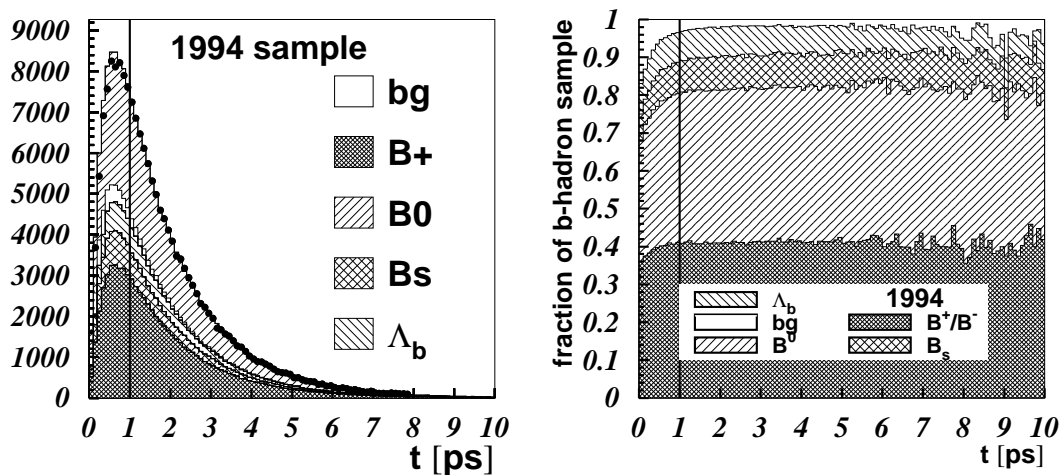 1994 sample
bg
B+
B0
Bs
Λb
9000
8000
7000
6000
5000
4000
3000
2000
1000
0
0 1 2 3 4 5 6 7 8 9 10
t [ps]
fraction of b-hadron sample
1
0.9
0.8
0.7
0.6
0.5
0.4
0.3
0.2
0.1
0
Λb 1994
bg B+/B-
B0 Bs
0 1 2 3 4 5 6 7 8 9 10
t [ps]